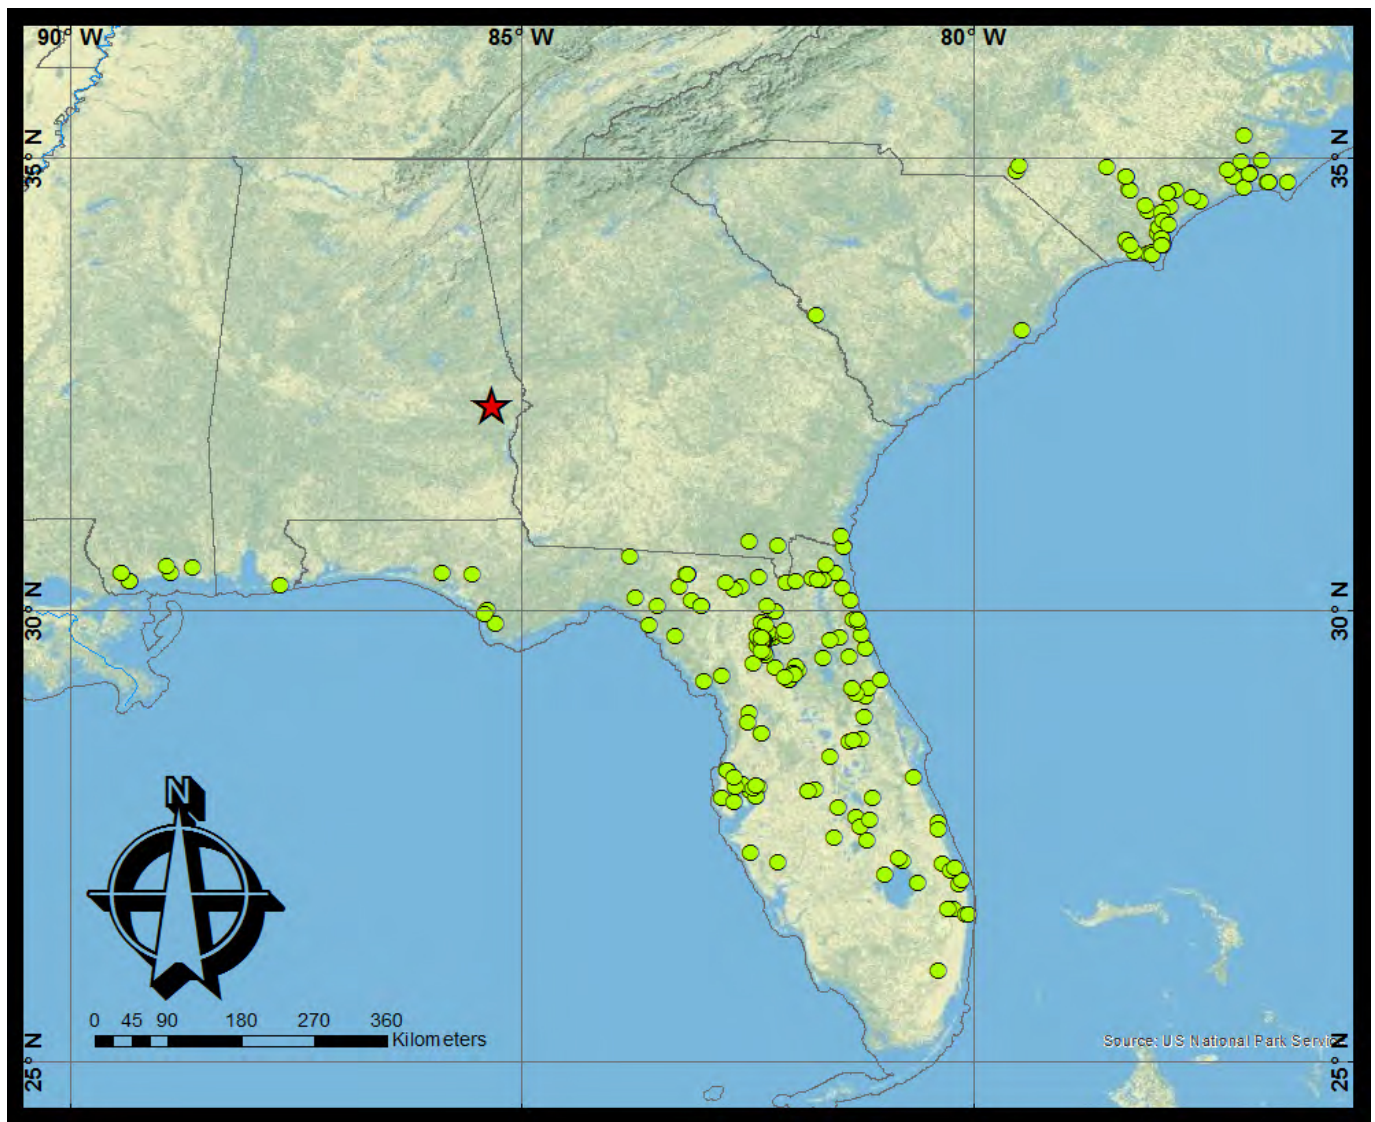 90° W 85° W 80° W
35° N 35° N
30° N 30° N
N
0 45 90 180 270 360
Kilometers
Source: US National Park Service
25° N 25° N